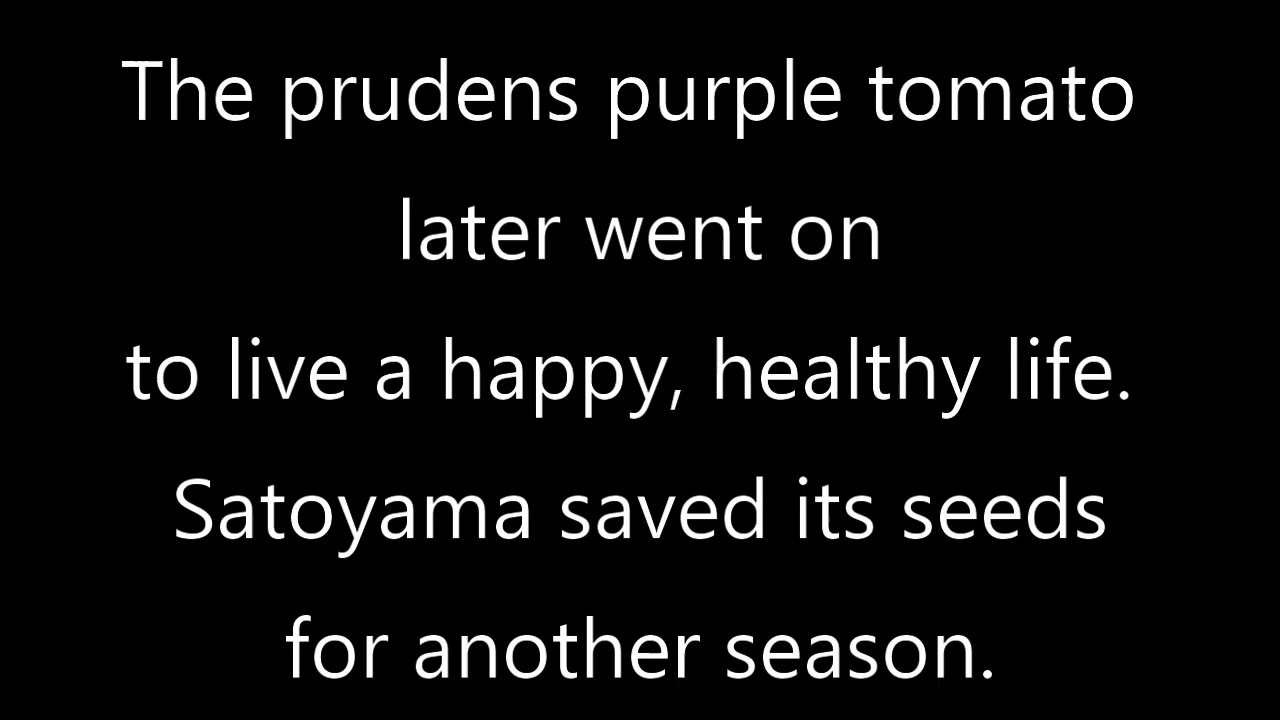 The prudens purple tomato
later went on
to live a happy, healthy life.
Satoyama saved its seeds
for another season.